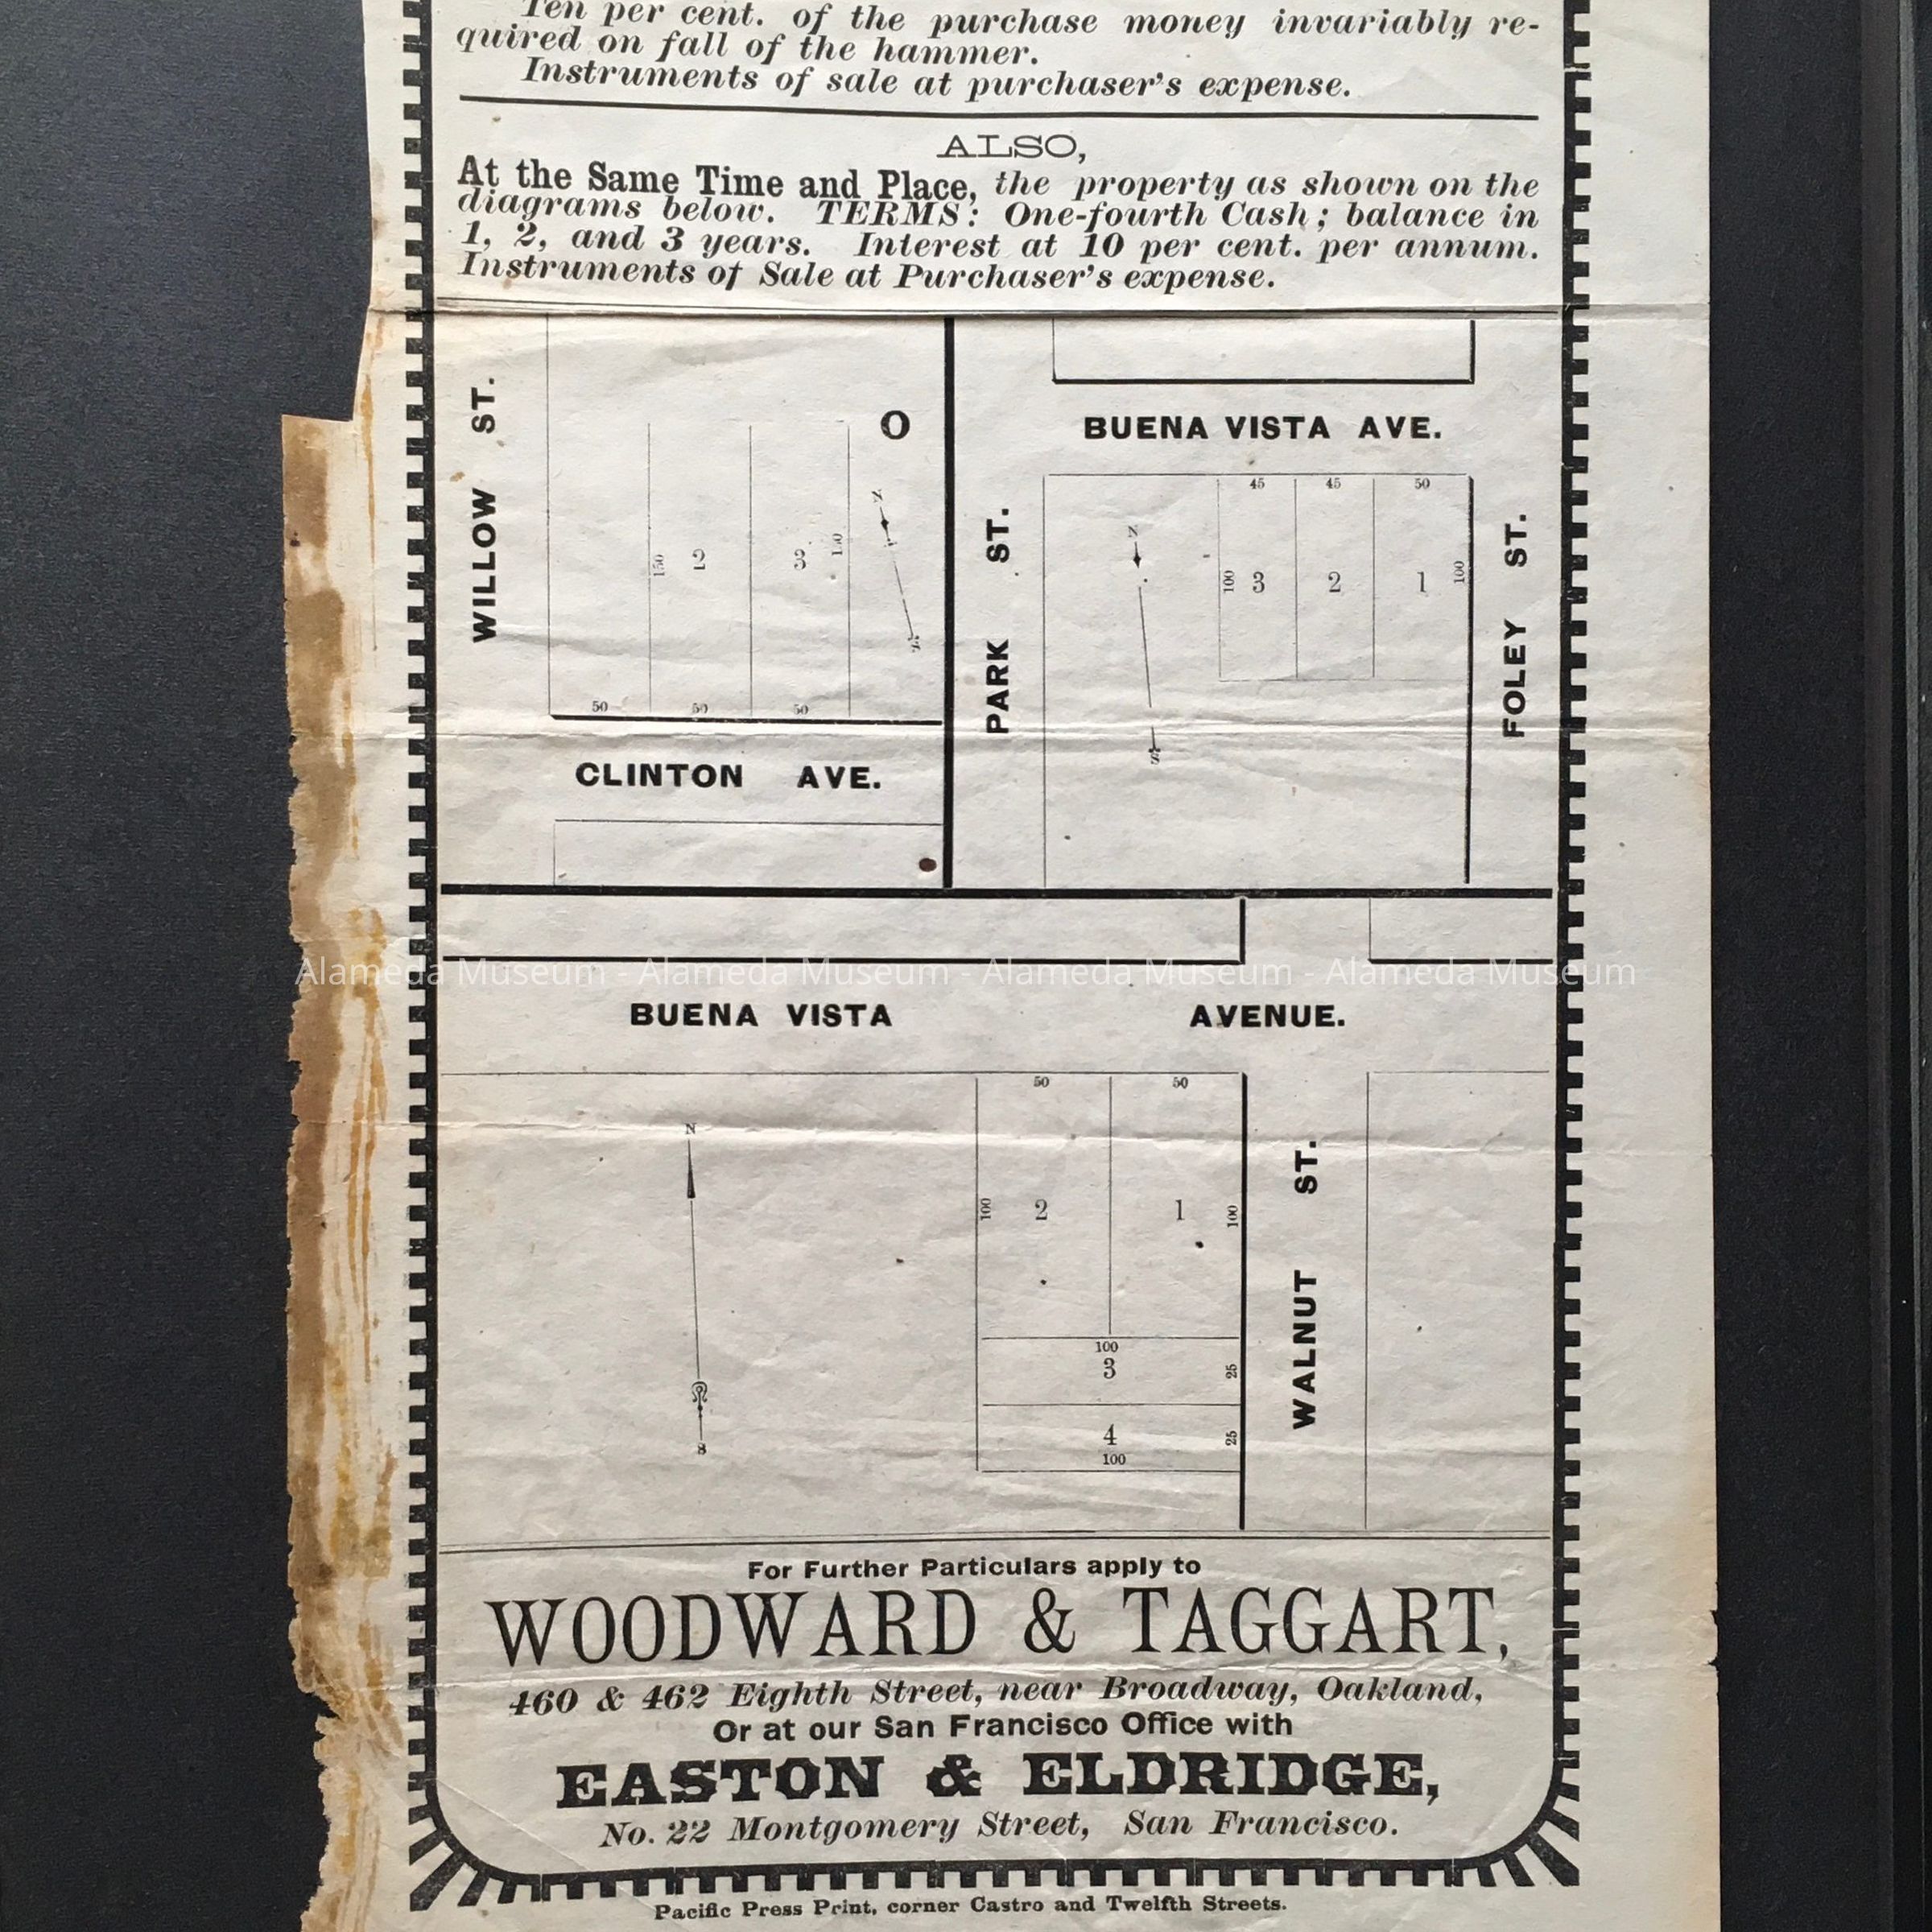 Ten per cent. of the purchase money invariably re-
quired on fall of the hammer.
Instruments of sale at purchaser's expense.
ALSO,
At the Same Time and Place, the property as shown on the
diagrams below. TERMS: One-fourth Cash; balance in
1, 2, and 3 years. Interest at 10 per cent. per annum.
Instruments of Sale at Purchaser's expense.
WILLOW ST.
O
N
150
2
3
150
S
50
50
50
CLINTON AVE.
PARK ST.
BUENA VISTA AVE.
45
45
50
N
100
3
2
1
100
S
FOLEY ST.
Alameda Museum - Alameda Museum - Alameda Museum - Alameda Museum
BUENA VISTA AVENUE.
50
50
N
100
2
1
100
100
3
25
4
25
100
S
WALNUT ST.
For Further Particulars apply to
WOODWARD & TAGGART,
460 & 462 Eighth Street, near Broadway, Oakland,
Or at our San Francisco Office with
EASTON & ELDRIDGE,
No. 22 Montgomery Street, San Francisco.
Pacific Press Print, corner Castro and Twelfth Streets.